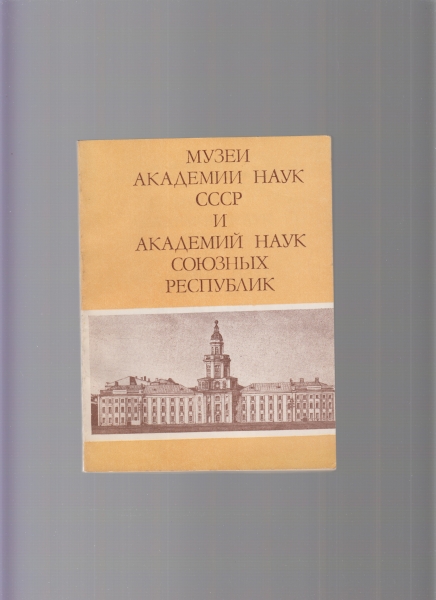 МУЗЕИ
АКАДЕМИИ НАУК
СССР
И
АКАДЕМИЙ НАУК
СОЮЗНЫХ
РЕСПУБЛИК